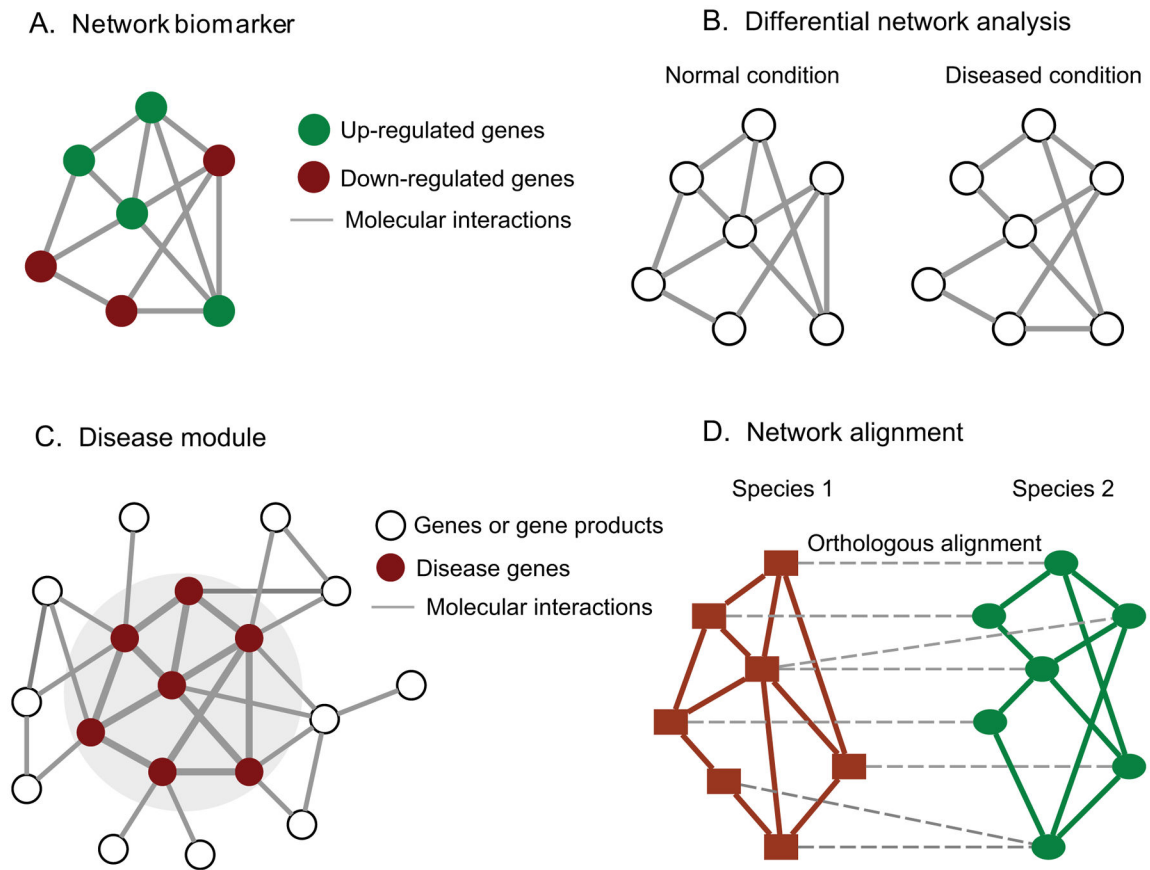 A. Network biomarker
Up-regulated genes
Down-regulated genes
Molecular interactions
B. Differential network analysis
Normal condition
Diseased condition
C. Disease module
Genes or gene products
Disease genes
Molecular interactions
D. Network alignment
Species 1
Species 2
Orthologous alignment